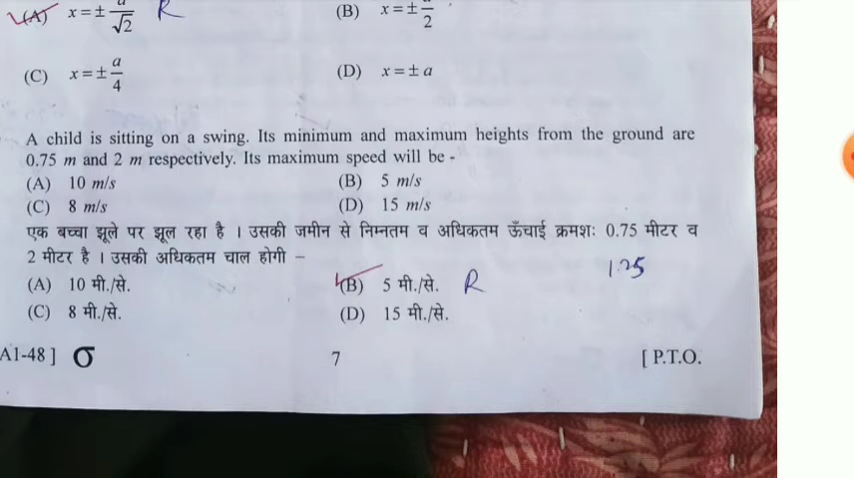 (A) x = ± a/√2 R (B) x = ± a/2
(C) x = ± a/4 (D) x = ± a
A child is sitting on a swing. Its minimum and maximum heights from the ground are
0.75 m and 2 m respectively. Its maximum speed will be -
(A) 10 m/s (B) 5 m/s
(C) 8 m/s (D) 15 m/s
एक बच्चा झूले पर झूल रहा है । उसकी जमीन से निम्नतम व अधिकतम ऊँचाई क्रमशः 0.75 मीटर व
2 मीटर है । उसकी अधिकतम चाल होगी –
1.25
(A) 10 मी./से. (B) 5 मी./से. R
(C) 8 मी./से. (D) 15 मी./से.
A1-48 ] σ 7 [ P.T.O.